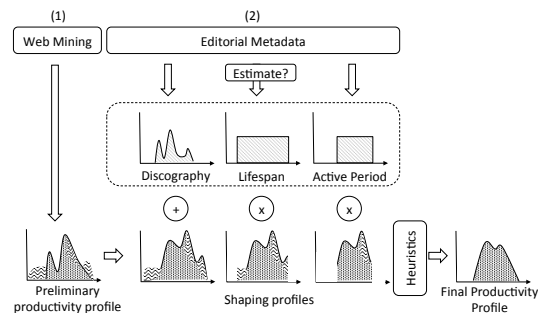 (1)
(2)
Web Mining
Editorial Metadata
Estimate?
Discography
Lifespan
Active Period
+
x
x
Heuristics
Preliminary
productivity profile
Shaping profiles
Final Productivity
Profile